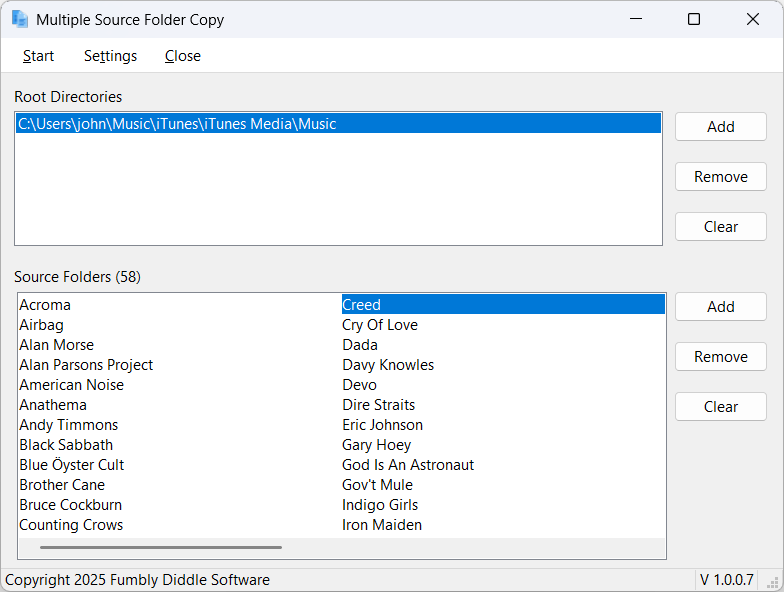 Multiple Source Folder Copy
Start Settings Close
Root Directories
C:\Users\john\Music\iTunes\iTunes Media\Music
Add
Remove
Clear
Source Folders (58)
Acroma
Airbag
Alan Morse
Alan Parsons Project
American Noise
Anathema
Andy Timmons
Black Sabbath
Blue Öyster Cult
Brother Cane
Bruce Cockburn
Counting Crows
Creed
Cry Of Love
Dada
Davy Knowles
Devo
Dire Straits
Eric Johnson
Gary Hoey
God Is An Astronaut
Gov't Mule
Indigo Girls
Iron Maiden
Add
Remove
Clear
Copyright 2025 Fumbly Diddle Software
V 1.0.0.7